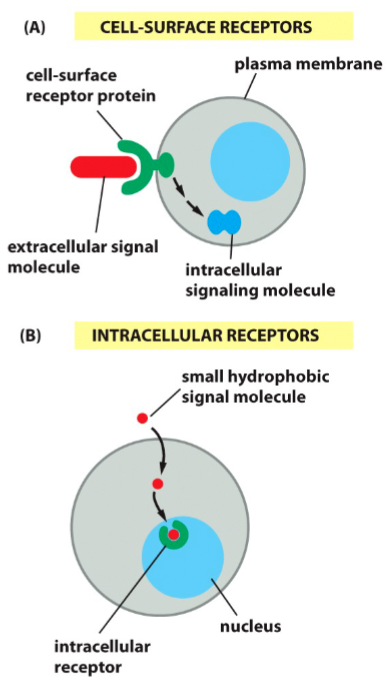 (A) CELL-SURFACE RECEPTORS
plasma membrane
cell-surface
receptor protein
extracellular signal
molecule
intracellular
signaling molecule
(B) INTRACELLULAR RECEPTORS
small hydrophobic
signal molecule
nucleus
intracellular
receptor